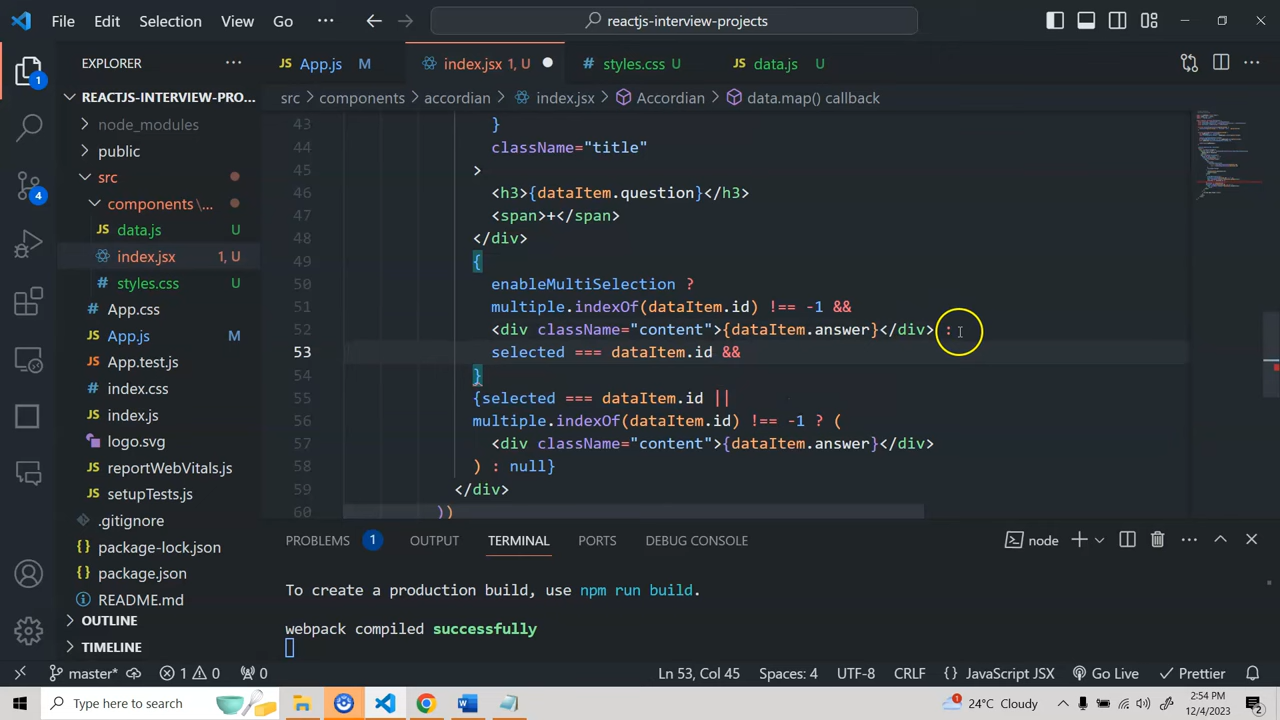 File Edit Selection View Go ··· reactjs-interview-projects
EXPLORER ···
App.js M
index.jsx 1, U
styles.css U
data.js U
src > components > accordian > index.jsx > Accordian > data.map() callback
1
4
REACTJS-INTERVIEW-PRO...
node_modules
public
src
components \...
data.js U
index.jsx 1, U
styles.css U
App.css
App.js M
App.test.js
index.css
index.js
logo.svg
reportWebVitals.js
setupTests.js
.gitignore
package-lock.json
package.json
README.md
OUTLINE
TIMELINE
43 }
44 className="title"
45 >
46 <h3>{dataItem.question}</h3>
47 <span>+</span>
48 </div>
49 {
50 enableMultiSelection ?
51 multiple.indexOf(dataItem.id) !== -1 &&
52 <div className="content">{dataItem.answer}</div> :
53 selected === dataItem.id &&
54 }
55 {selected === dataItem.id ||
56 multiple.indexOf(dataItem.id) !== -1 ? (
57 <div className="content">{dataItem.answer}</div>
58 ) : null}
59 </div>
60 ))
PROBLEMS 1 OUTPUT TERMINAL PORTS DEBUG CONSOLE node
To create a production build, use npm run build.
webpack compiled successfully
master* 1 0 0 Ln 53, Col 45 Spaces: 4 UTF-8 CRLF {} JavaScript JSX Go Live Prettier
Type here to search
1 24°C Cloudy
2:54 PM
12/4/2023
2